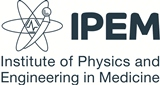 IPEM
Institute of Physics and
Engineering in Medicine